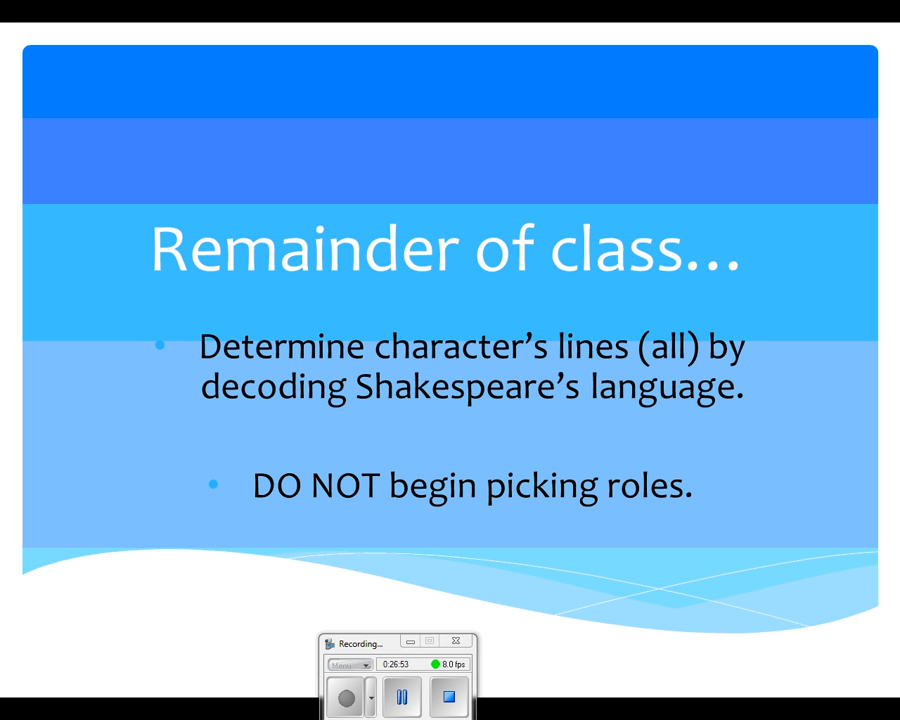 Remainder of class…
• Determine character’s lines (all) by
decoding Shakespeare’s language.
• DO NOT begin picking roles.
Recording...
Menu 0:26:53 8.0 fps